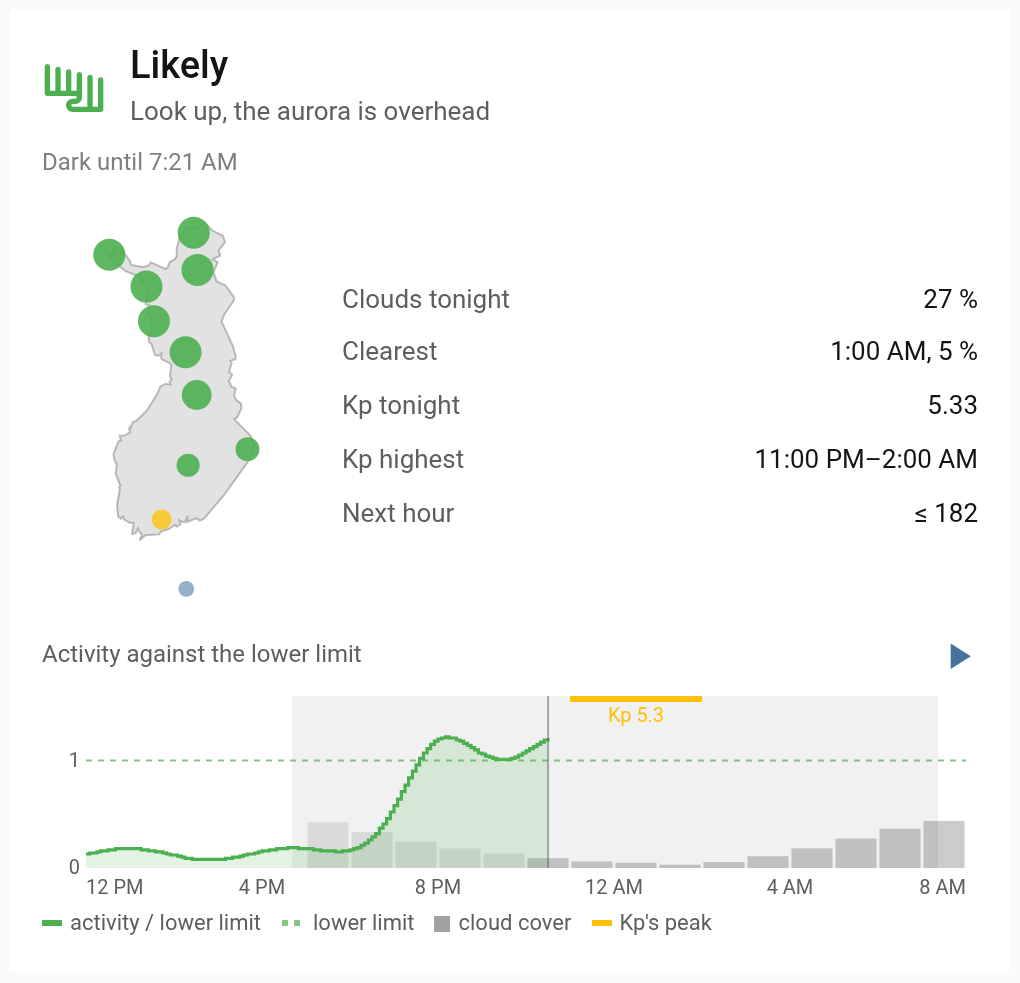 Likely
Look up, the aurora is overhead
Dark until 7:21 AM
Clouds tonight 27 %
Clearest 1:00 AM, 5 %
Kp tonight 5.33
Kp highest 11:00 PM–2:00 AM
Next hour ≤ 182
Activity against the lower limit
Kp 5.3
1
0
12 PM 4 PM 8 PM 12 AM 4 AM 8 AM
activity / lower limit lower limit cloud cover Kp's peak